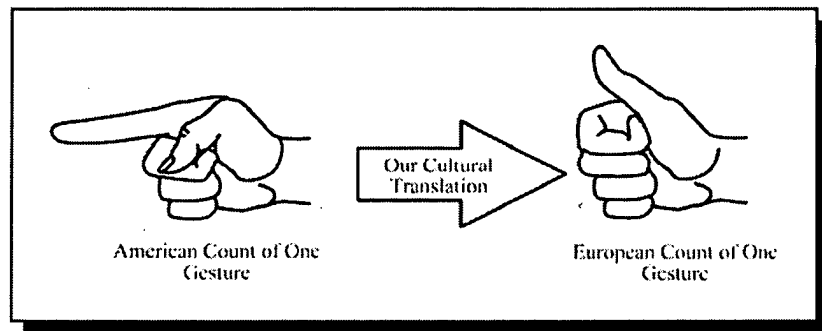 Our Cultural
Translation
American Count of One
Gesture
European Count of One
Gesture